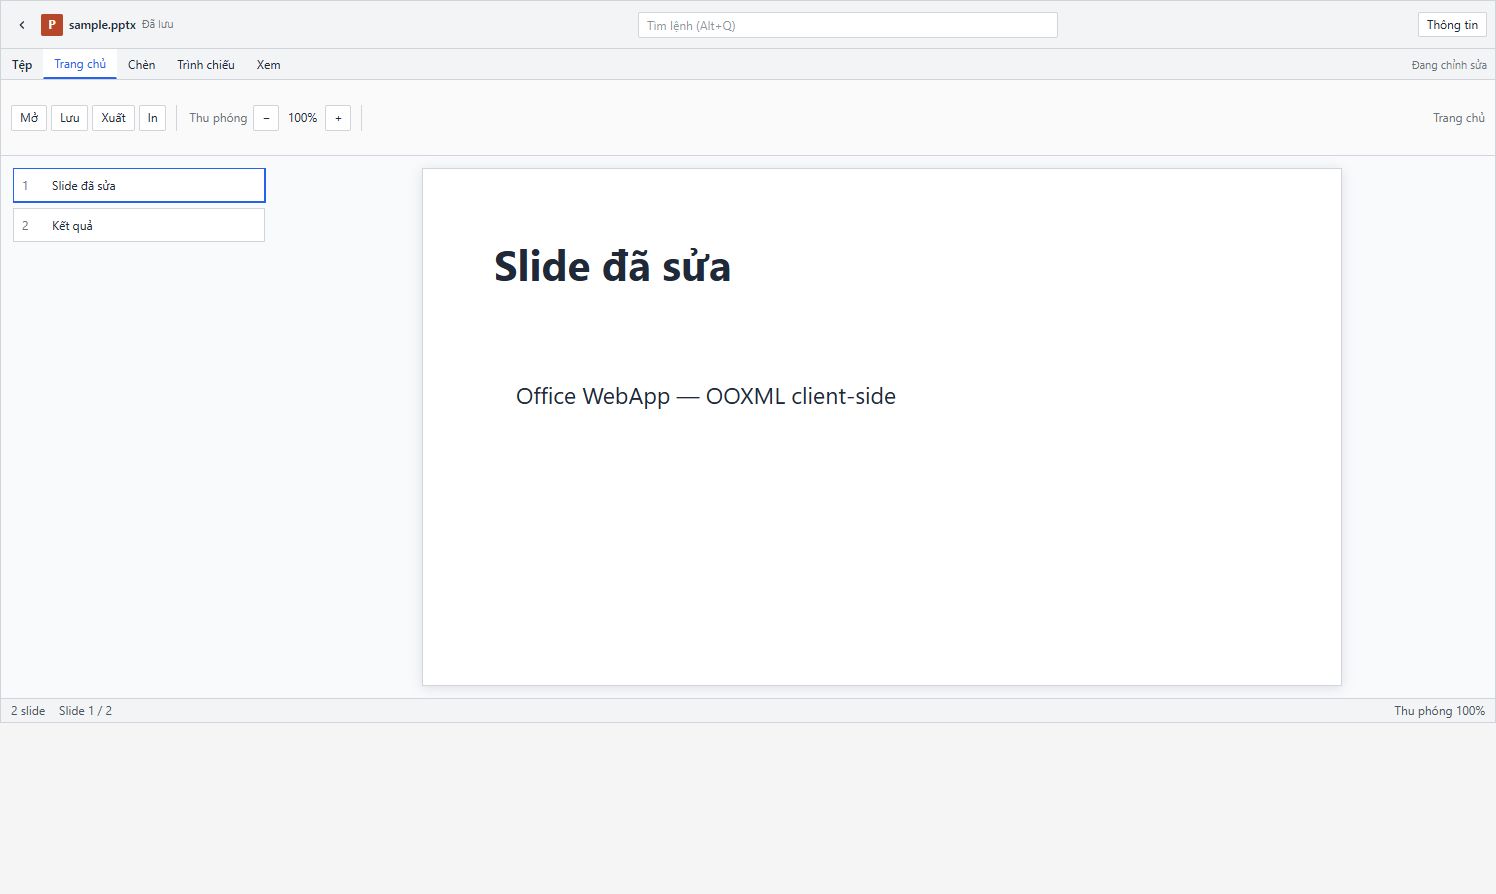 P sample.pptx Đã lưu Tìm lệnh (Alt+Q) Thông tin
Tệp Trang chủ Chèn Trình chiếu Xem Đang chỉnh sửa
Mở Lưu Xuất In Thu phóng − 100% + Trang chủ
1 Slide đã sửa
2 Kết quả
Slide đã sửa
Office WebApp — OOXML client-side
2 slide Slide 1 / 2 Thu phóng 100%